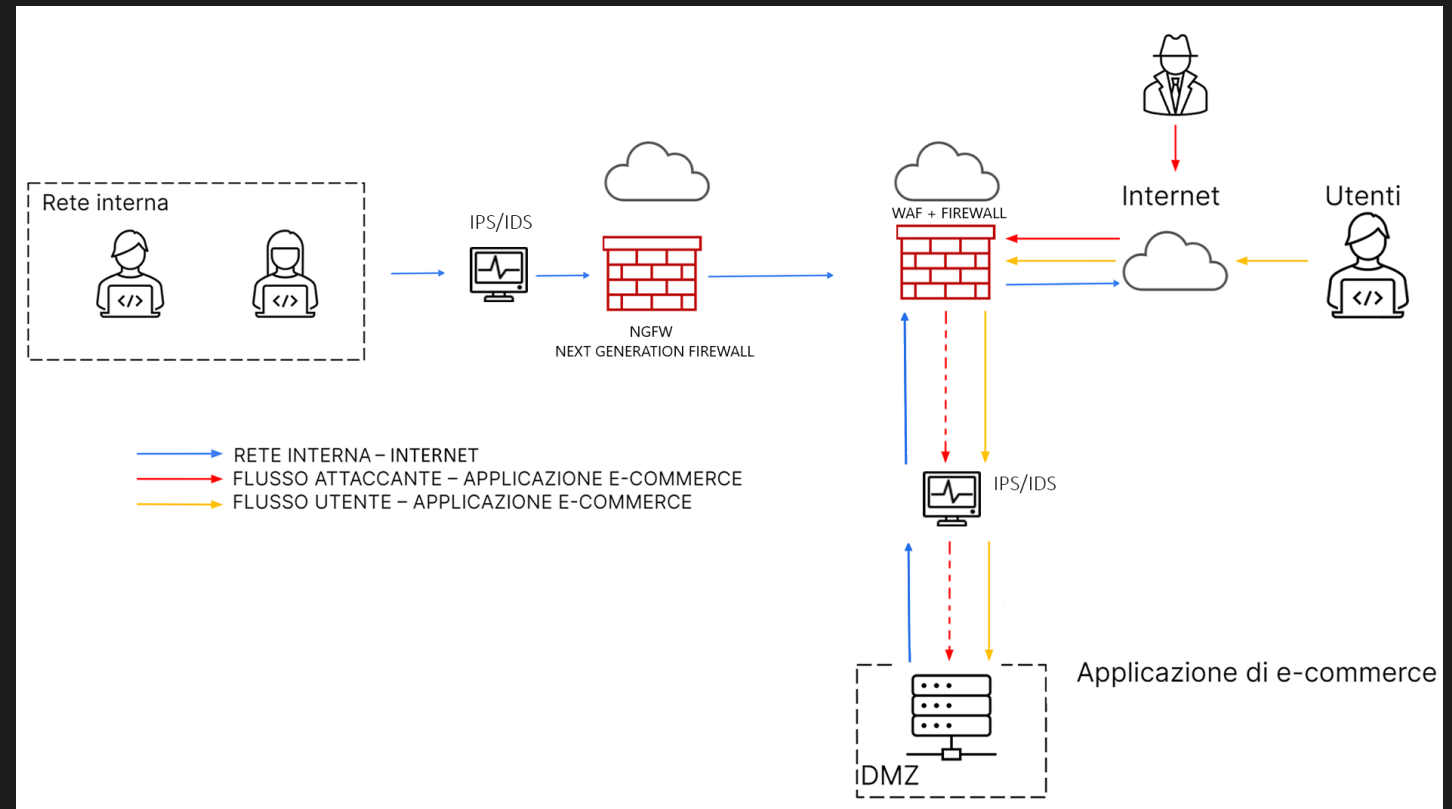 Internet
Utenti
Rete interna
WAF + FIREWALL
IPS/IDS
</>
</>
</>
NGFW
NEXT GENERATION FIREWALL
RETE INTERNA – INTERNET
FLUSSO ATTACCANTE – APPLICAZIONE E-COMMERCE
FLUSSO UTENTE – APPLICAZIONE E-COMMERCE
IPS/IDS
Applicazione di e-commerce
DMZ